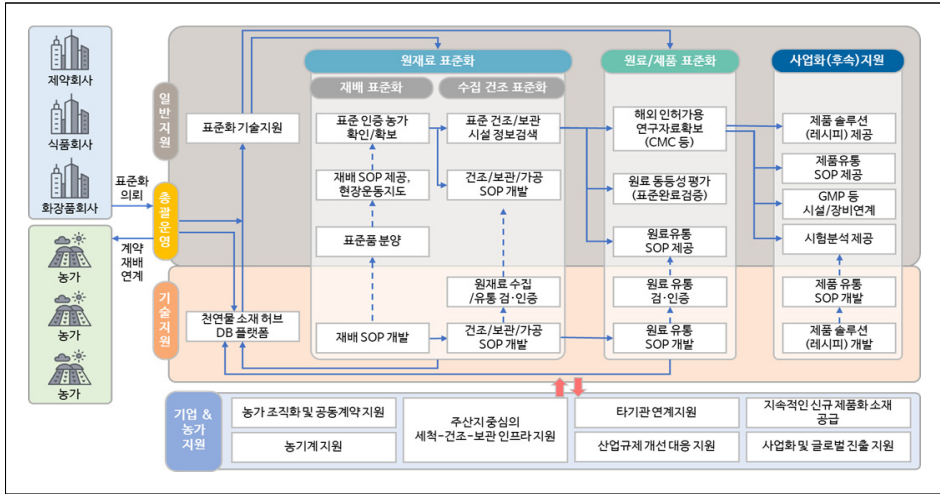 제약회사
식품회사
화장품회사
농가
농가
농가
표준화
의뢰
계약
재배
연계
일반지원
총괄운영
기술지원
표준화 기술지원
천연물 소재 허브
DB 플랫폼
원재료 표준화
재배 표준화
수집 건조 표준화
표준 인증 농가
확인/확보
재배 SOP 제공,
현장운동지도
표준품 분양
재배 SOP 개발
표준 건조/보관
시설 정보검색
건조/보관/가공
SOP 개발
원재료 수집
/유통 검·인증
건조/보관/가공
SOP 개발
원료/제품 표준화
해외 인허가용
연구자료확보
(CMC 등)
원료 동등성 평가
(표준완료검증)
원료유통
SOP 제공
원료 유통
검·인증
원료 유통
SOP 개발
사업화(후속)지원
제품 솔루션
(레시피) 제공
제품유통
SOP 제공
GMP 등
시설/장비연계
시험분석 제공
제품 유통
SOP 개발
제품 솔루션
(레시피) 개발
기업 &
농가
지원
농가 조직화 및 공동계약 지원
농기계 지원
주산지 중심의
세척-건조-보관 인프라 지원
타기관 연계지원
산업규제 개선 대응 지원
지속적인 신규 제품화 소재
공급
사업화 및 글로벌 진출 지원